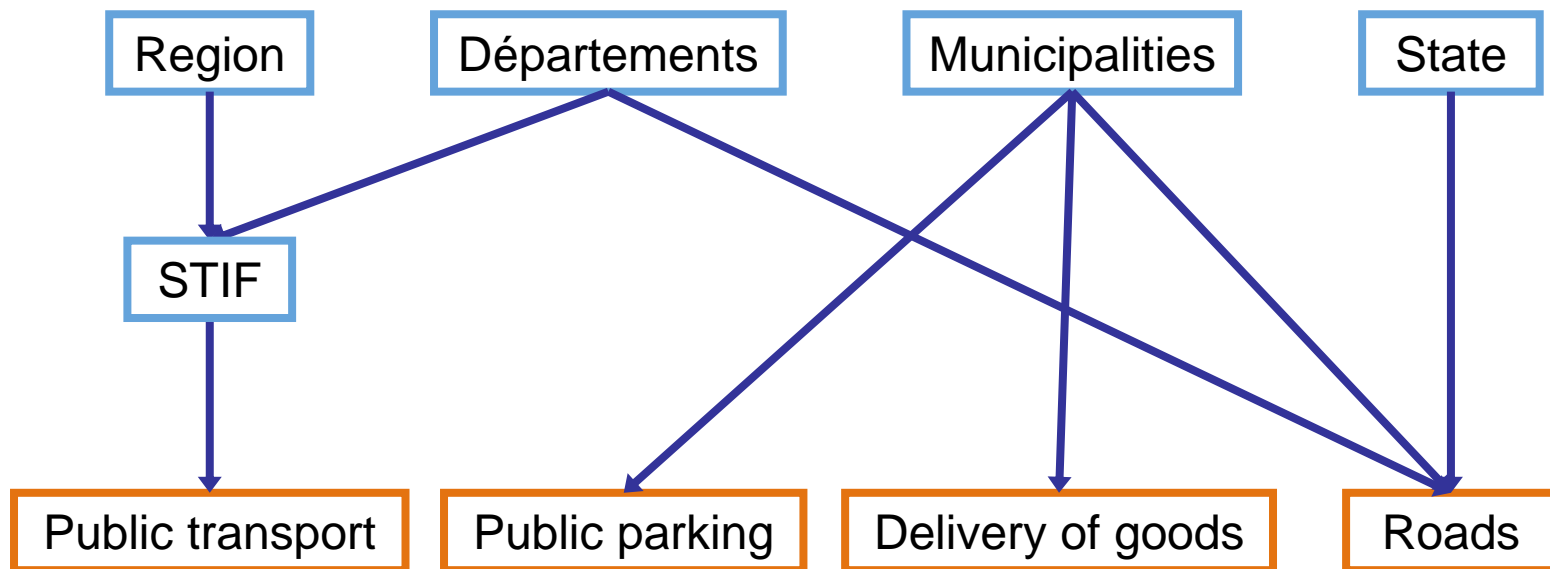 Region
Départements
Municipalities
State
STIF
Public transport
Public parking
Delivery of goods
Roads